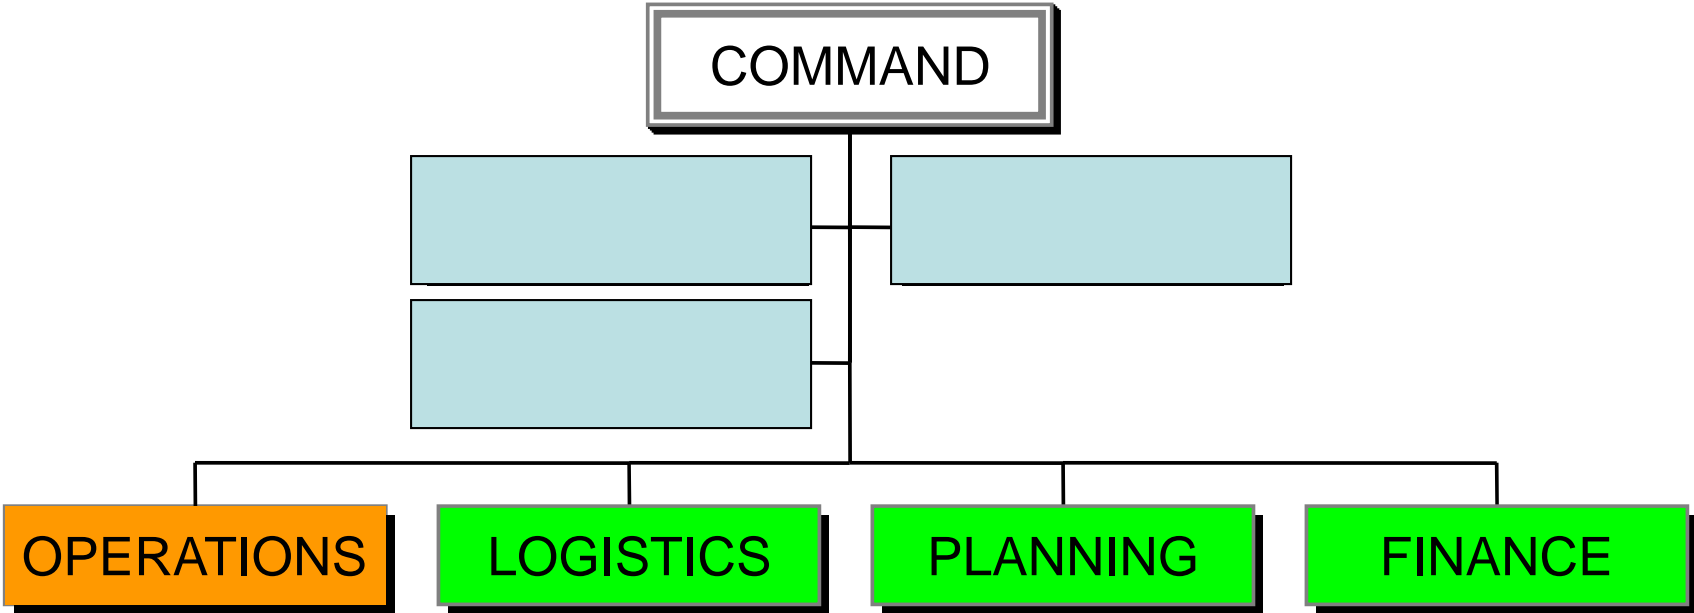 COMMAND
OPERATIONS
LOGISTICS
PLANNING
FINANCE